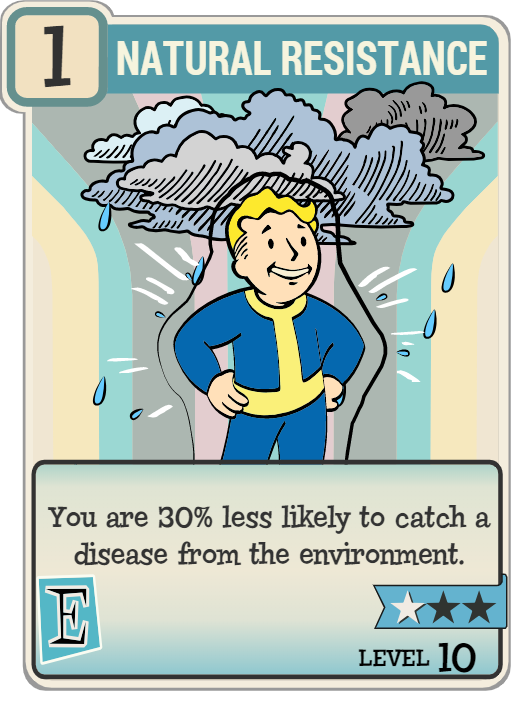 1
NATURAL RESISTANCE
You are 30% less likely to catch a
disease from the environment.
E
LEVEL 10